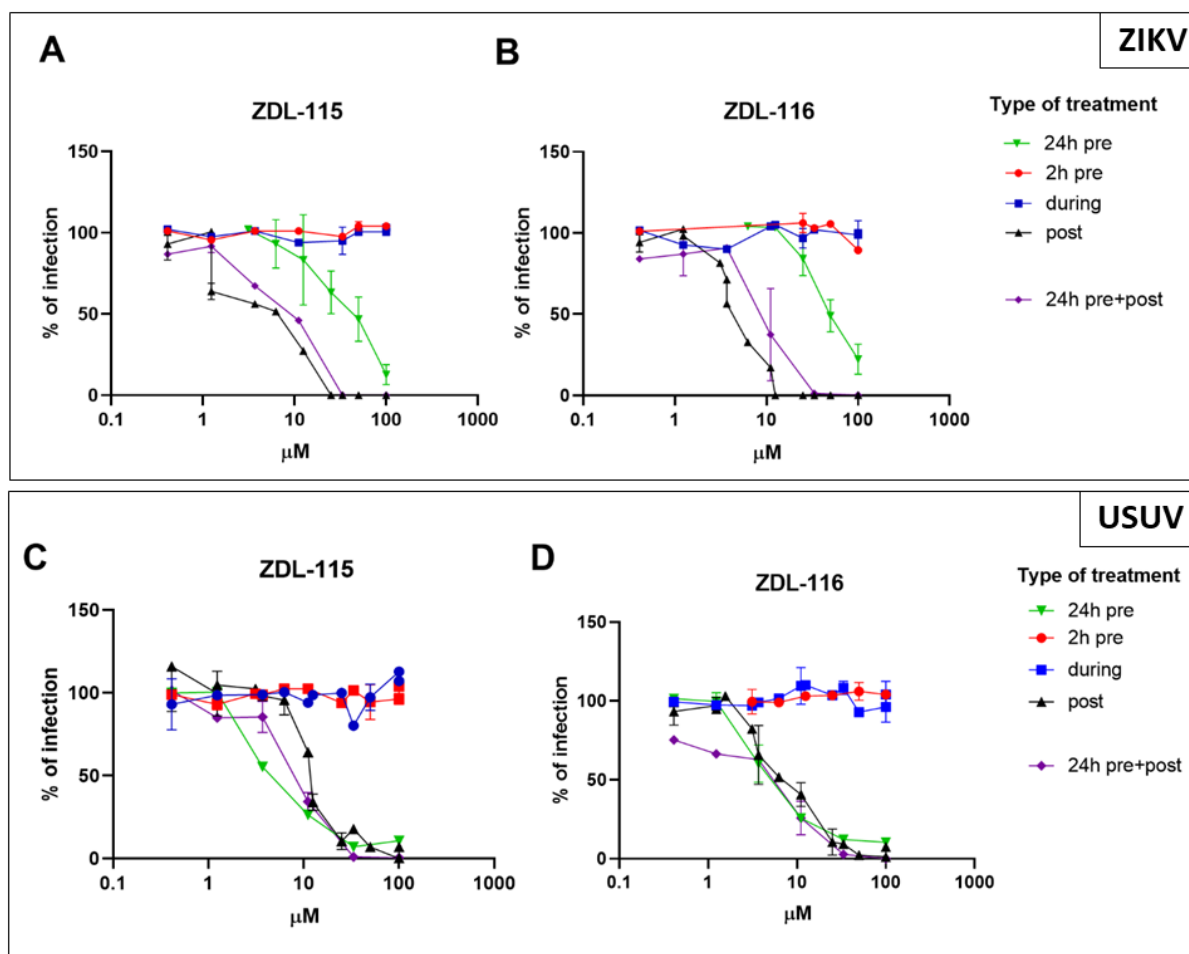 ZIKV
A
B
ZDL-115
ZDL-116
Type of treatment
24h pre
2h pre
during
post
24h pre+post
% of infection
150
100
50
0
0.1
1
10
100
1000
μM
% of infection
150
100
50
0
0.1
1
10
100
1000
μM
USUV
C
D
ZDL-115
ZDL-116
Type of treatment
24h pre
2h pre
during
post
24h pre+post
% of infection
150
100
50
0
0.1
1
10
100
1000
μM
% of infection
150
100
50
0
0.1
1
10
100
1000
μM